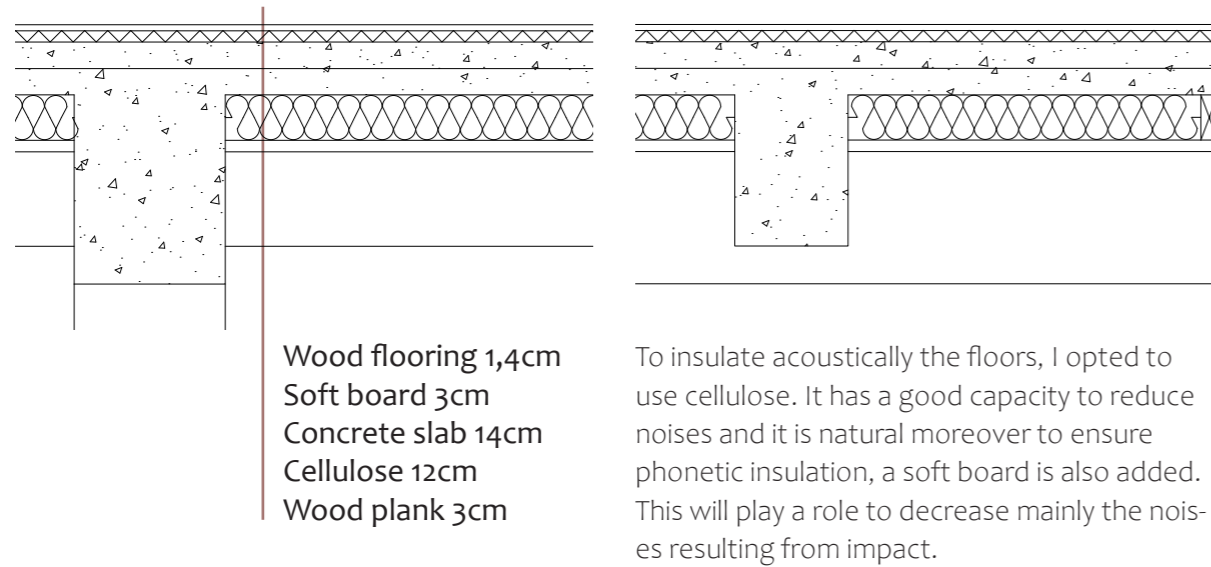 Wood flooring 1,4cm
Soft board 3cm
Concrete slab 14cm
Cellulose 12cm
Wood plank 3cm
To insulate acoustically the floors, I opted to
use cellulose. It has a good capacity to reduce
noises and it is natural moreover to ensure
phonetic insulation, a soft board is also added.
This will play a role to decrease mainly the nois-
es resulting from impact.